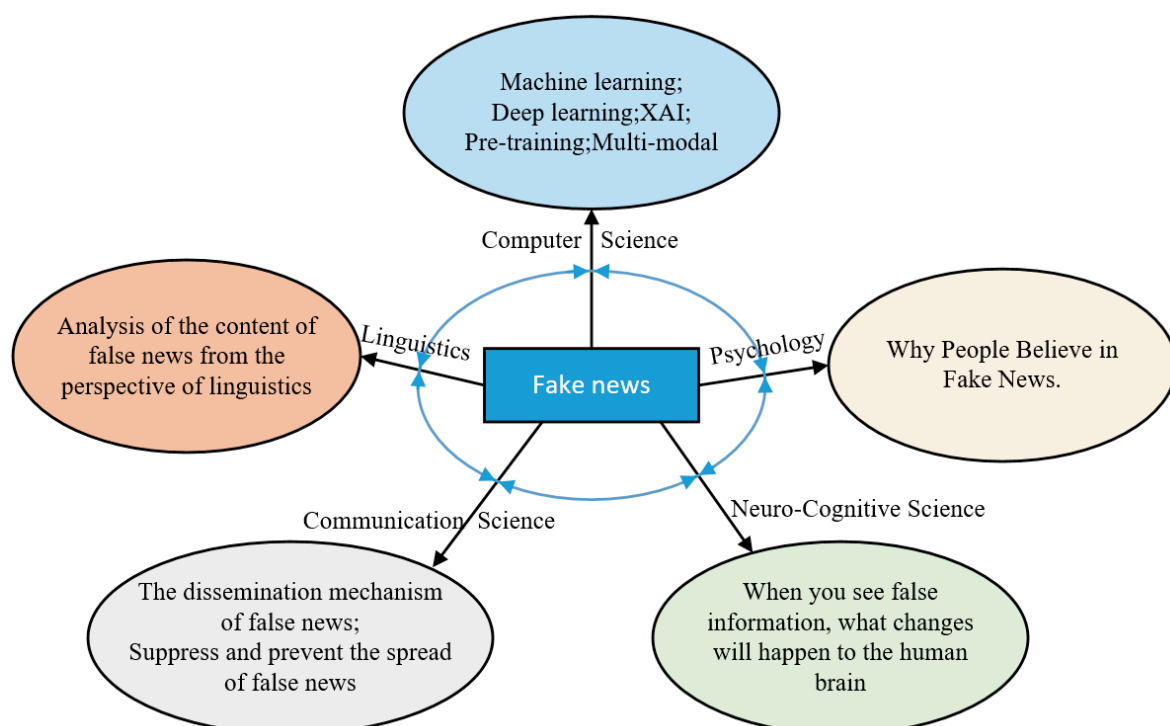 Machine learning;
Deep learning;XAI;
Pre-training;Multi-modal
Computer Science
Linguistics
Psychology
Analysis of the content of
false news from the
perspective of linguistics
Fake news
Why People Believe in
Fake News.
Communication Science
Neuro-Cognitive Science
The dissemination mechanism
of false news;
Suppress and prevent the spread
of false news
When you see false
information, what changes
will happen to the human
brain